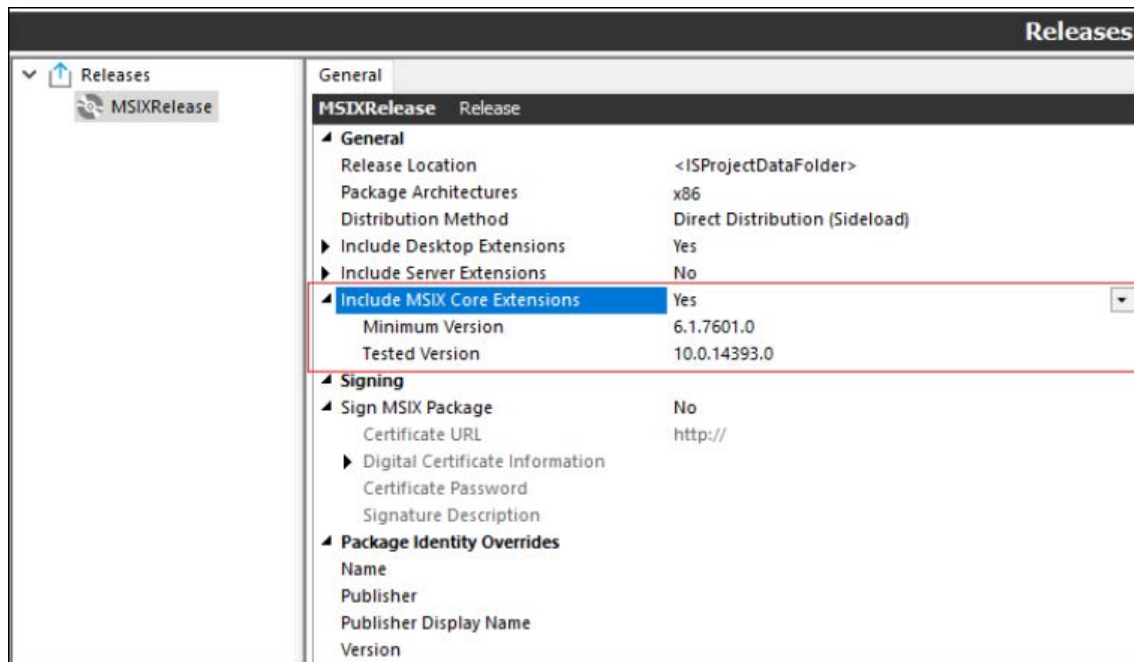 Releases
Releases
MSIXRelease
General
MSIXRelease Release
General
Release Location <ISProjectDataFolder>
Package Architectures x86
Distribution Method Direct Distribution (Sideload)
Include Desktop Extensions Yes
Include Server Extensions No
Include MSIX Core Extensions Yes
Minimum Version 6.1.7601.0
Tested Version 10.0.14393.0
Signing
Sign MSIX Package No
Certificate URL http://
Digital Certificate Information
Certificate Password
Signature Description
Package Identity Overrides
Name
Publisher
Publisher Display Name
Version